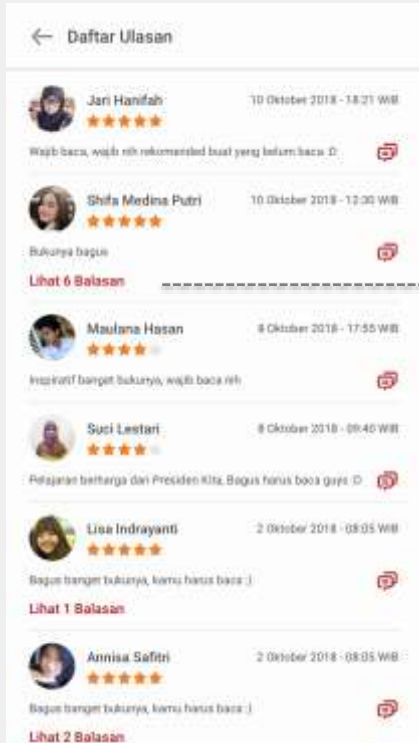 Daftar Ulasan
Jari Hanifah 10 Oktober 2018 - 18:21 WIB
Wajib baca, wajib nih rekomended buat yang belum baca :D
Shifa Medina Putri 10 Oktober 2018 - 12:30 WIB
Bukunya bagus
Lihat 6 Balasan
Maulana Hasan 8 Oktober 2018 - 17:55 WIB
Inspiratif banget bukunya, wajib baca nih
Suci Lestari 8 Oktober 2018 - 09:40 WIB
Pelajaran berharga dari Presiden Kita, Bagus harus baca guys :D
Lisa Indrayanti 2 Oktober 2018 - 08:05 WIB
Bagus banget bukunya, kamu harus baca :)
Lihat 1 Balasan
Annisa Safitri 2 Oktober 2018 - 08:05 WIB
Bagus banget bukunya, kamu harus baca :)
Lihat 2 Balasan